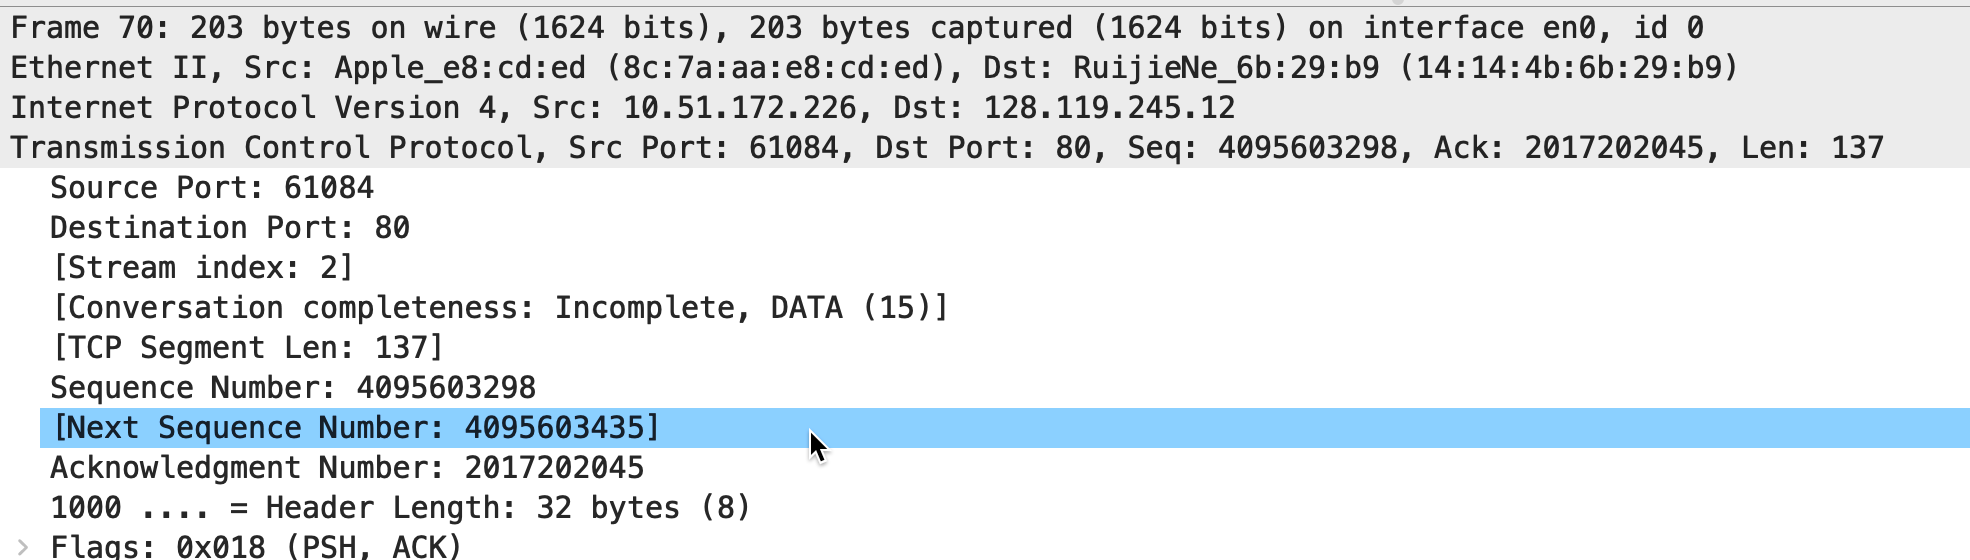 Frame 70: 203 bytes on wire (1624 bits), 203 bytes captured (1624 bits) on interface en0, id 0
Ethernet II, Src: Apple_e8:cd:ed (8c:7a:aa:e8:cd:ed), Dst: RuijieNe_6b:29:b9 (14:14:4b:6b:29:b9)
Internet Protocol Version 4, Src: 10.51.172.226, Dst: 128.119.245.12
Transmission Control Protocol, Src Port: 61084, Dst Port: 80, Seq: 4095603298, Ack: 2017202045, Len: 137
Source Port: 61084
Destination Port: 80
[Stream index: 2]
[Conversation completeness: Incomplete, DATA (15)]
[TCP Segment Len: 137]
Sequence Number: 4095603298
[Next Sequence Number: 4095603435]
Acknowledgment Number: 2017202045
1000 .... = Header Length: 32 bytes (8)
Flags: 0x018 (PSH, ACK)